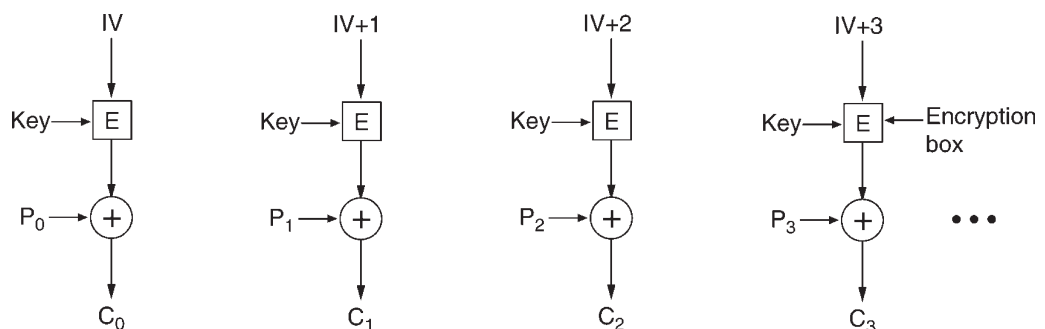 IV
IV+1
IV+2
IV+3
Key
E
Key
E
Key
E
Key
E
Encryption
box
P₀
+
P₁
+
P₂
+
P₃
+
•••
C₀
C₁
C₂
C₃